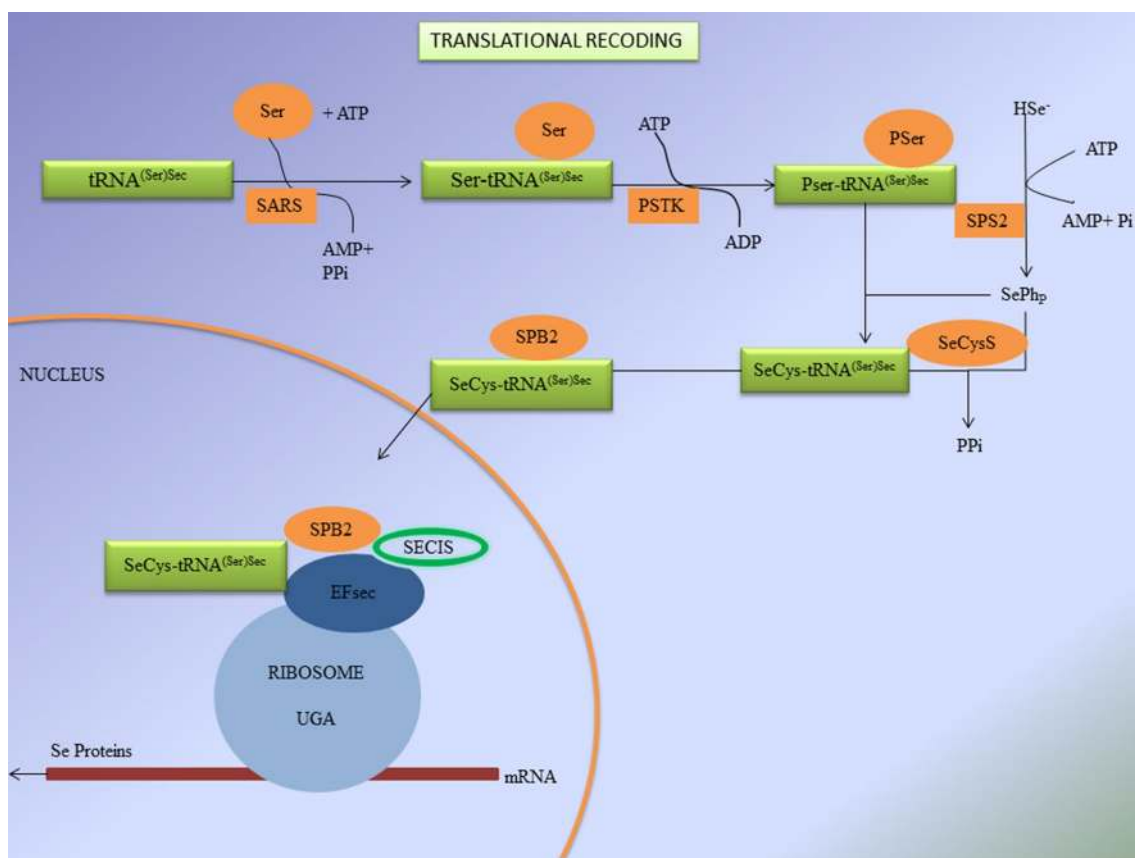 TRANSLATIONAL RECODING
Ser
+ ATP
tRNA(Ser)Sec
SARS
AMP+
PPi
Ser
Ser-tRNA(Ser)Sec
ATP
PSTK
ADP
PSer
Pser-tRNA(Ser)Sec
SPS2
HSe-
ATP
AMP+ Pi
SePhp
SPB2
SeCys-tRNA(Ser)Sec
SeCys-tRNA(Ser)Sec
SeCysS
PPi
NUCLEUS
SPB2
SECIS
SeCys-tRNA(Ser)Sec
EFsec
RIBOSOME
UGA
Se Proteins
mRNA